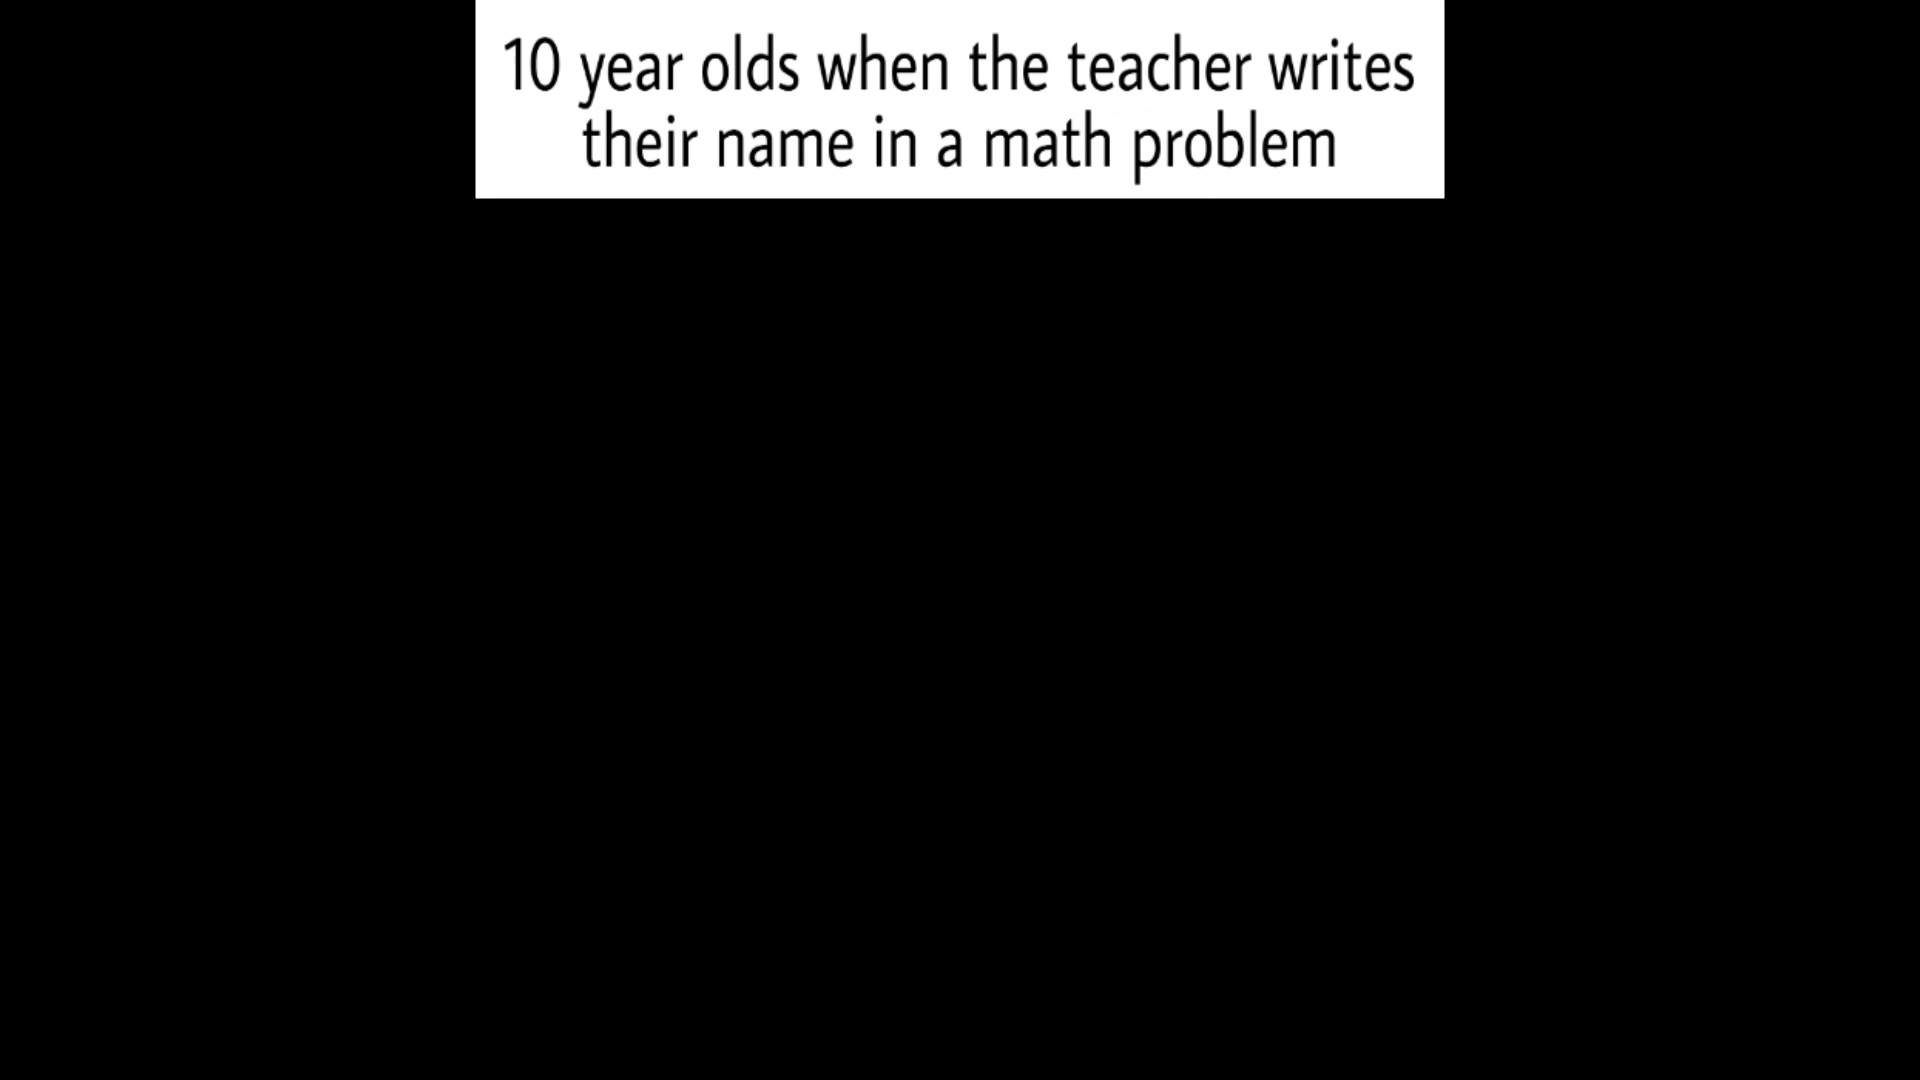 10 year olds when the teacher writes
their name in a math problem